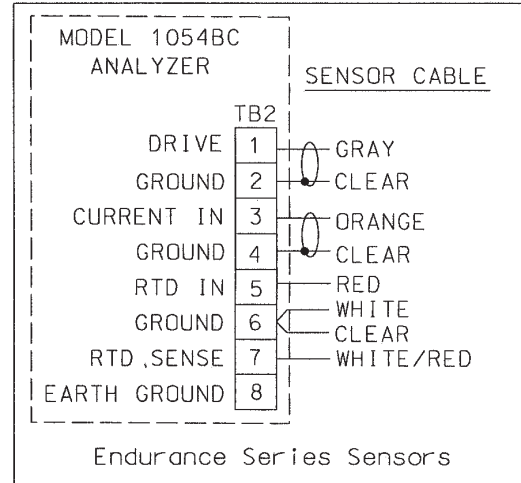 MODEL 1054BC
ANALYZER
SENSOR CABLE
TB2
DRIVE 1 GRAY
GROUND 2 CLEAR
CURRENT IN 3 ORANGE
GROUND 4 CLEAR
RTD IN 5 RED
GROUND 6 WHITE
CLEAR
RTD,SENSE 7 WHITE/RED
EARTH GROUND 8
Endurance Series Sensors